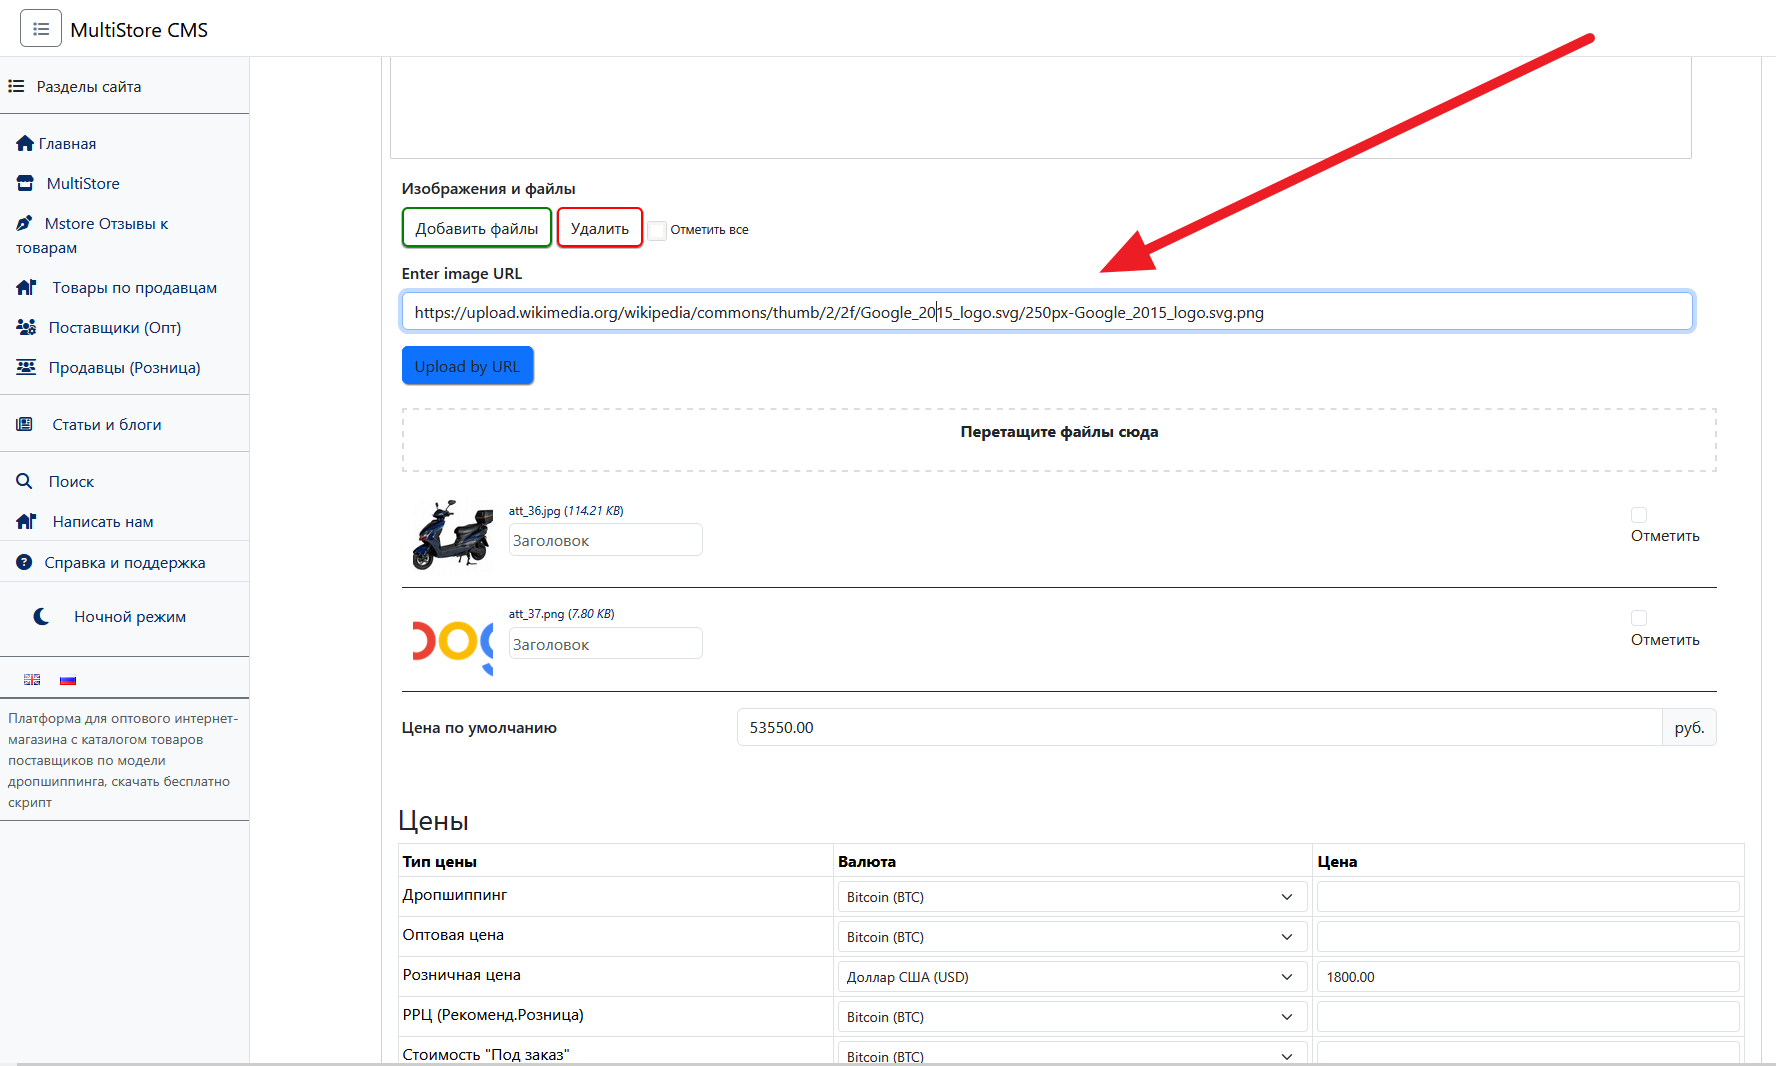 MultiStore CMS
Разделы сайта
Главная
MultiStore
Mstore Отзывы к
товарам
Товары по продавцам
Поставщики (Опт)
Продавцы (Розница)
Статьи и блоги
Поиск
Написать нам
Справка и поддержка
Ночной режим
Платформа для оптового интернет-
магазина с каталогом товаров
поставщиков по модели
дропшиппинга, скачать бесплатно
скрипт
Изображения и файлы
Добавить файлы Удалить Отметить все
Enter image URL
https://upload.wikimedia.org/wikipedia/commons/thumb/2/2f/Google_2015_logo.svg/250px-Google_2015_logo.svg.png
Upload by URL
Перетащите файлы сюда
att_36.jpg (114.21 KB)
Заголовок
Отметить
att_37.png (7.80 KB)
Заголовок
Отметить
Цена по умолчанию 53550.00 руб.
Цены
Тип цены Валюта Цена
Дропшиппинг Bitcoin (BTC)
Оптовая цена Bitcoin (BTC)
Розничная цена Доллар США (USD) 1800.00
РРЦ (Рекоменд.Розница) Bitcoin (BTC)
Стоимость "Под заказ" Bitcoin (BTC)